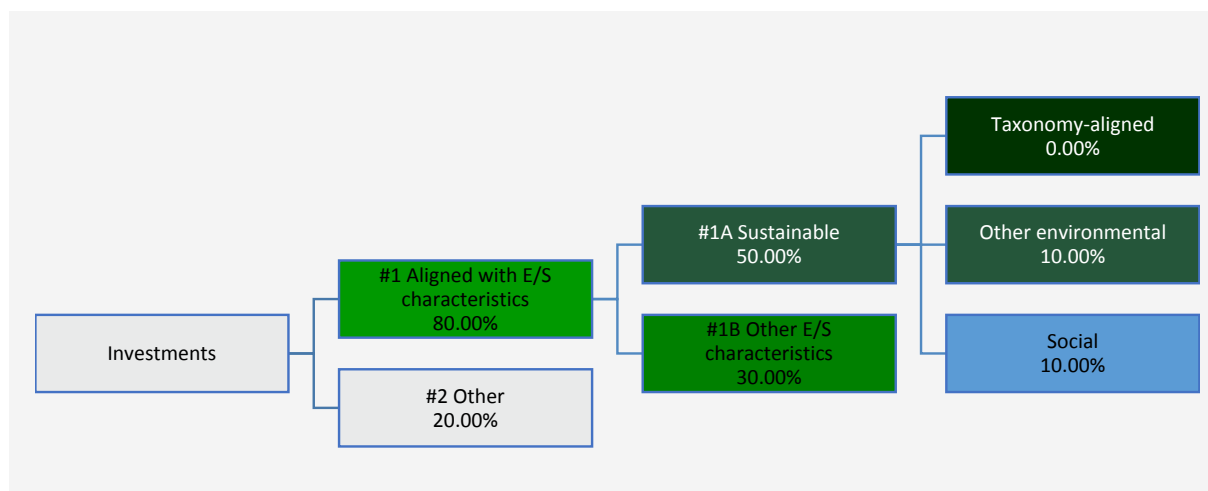 Investments
#1 Aligned with E/S
characteristics
80.00%
#2 Other
20.00%
#1A Sustainable
50.00%
#1B Other E/S
characteristics
30.00%
Taxonomy-aligned
0.00%
Other environmental
10.00%
Social
10.00%